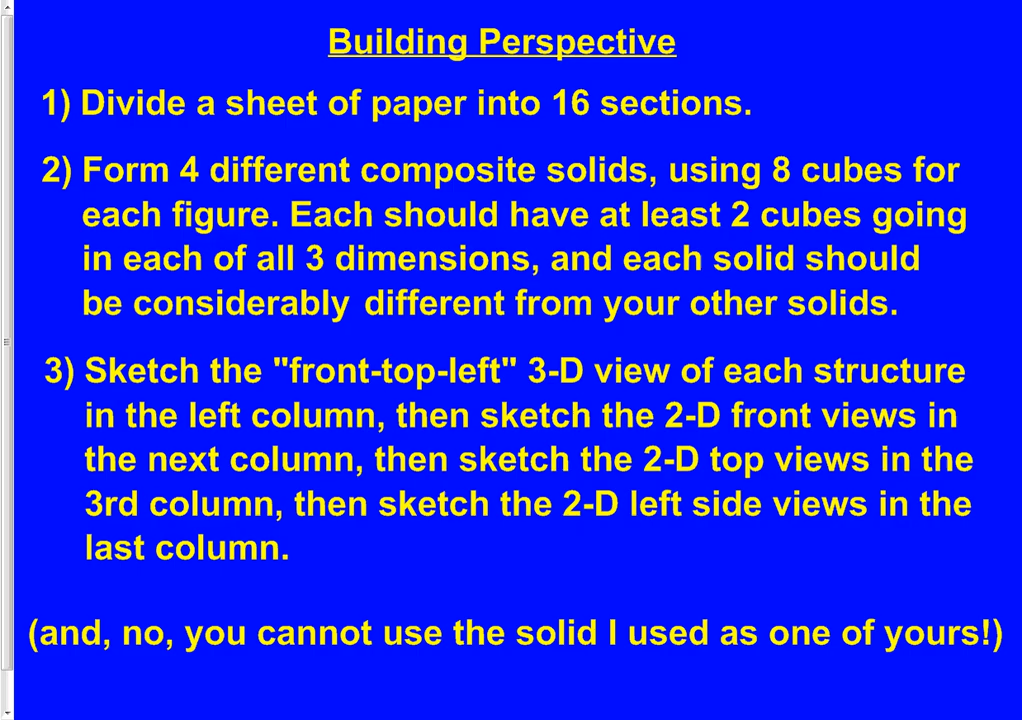 Building Perspective
1) Divide a sheet of paper into 16 sections.
2) Form 4 different composite solids, using 8 cubes for
each figure. Each should have at least 2 cubes going
in each of all 3 dimensions, and each solid should
be considerably different from your other solids.
3) Sketch the "front-top-left" 3-D view of each structure
in the left column, then sketch the 2-D front views in
the next column, then sketch the 2-D top views in the
3rd column, then sketch the 2-D left side views in the
last column.
(and, no, you cannot use the solid I used as one of yours!)